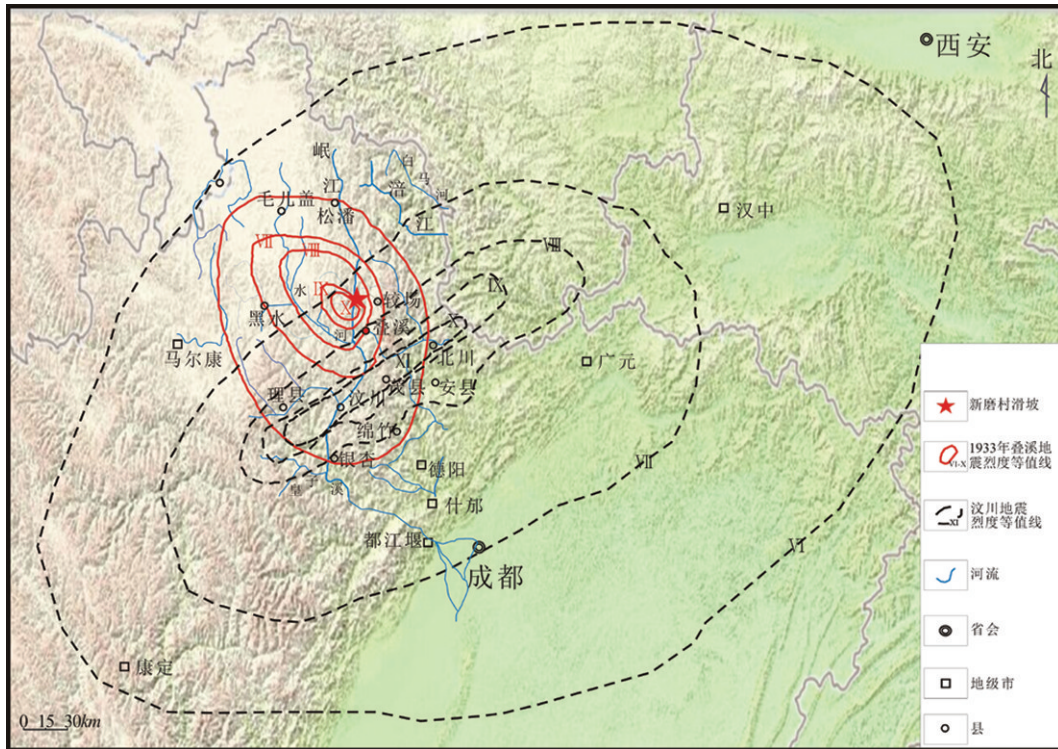 西安
北
岷
江
白
马
河
涪
江
毛儿盖
松潘
汉中
Ⅶ
Ⅷ
Ⅷ
Ⅸ
Ⅸ
Ⅹ
水
较场
黑水
叠溪
河
Ⅹ
马尔康
北川
广元
Ⅺ
茂县
安县
理县
汶川
绵竹
银杏
德阳
Ⅶ
子
溪
什邡
都江堰
Ⅵ
成都
康定
0 15 30km
新磨村滑坡
Ⅵ-Ⅹ
1933年叠溪地
震烈度等值线
Ⅺ
汶川地震
烈度等值线
河流
省会
地级市
县